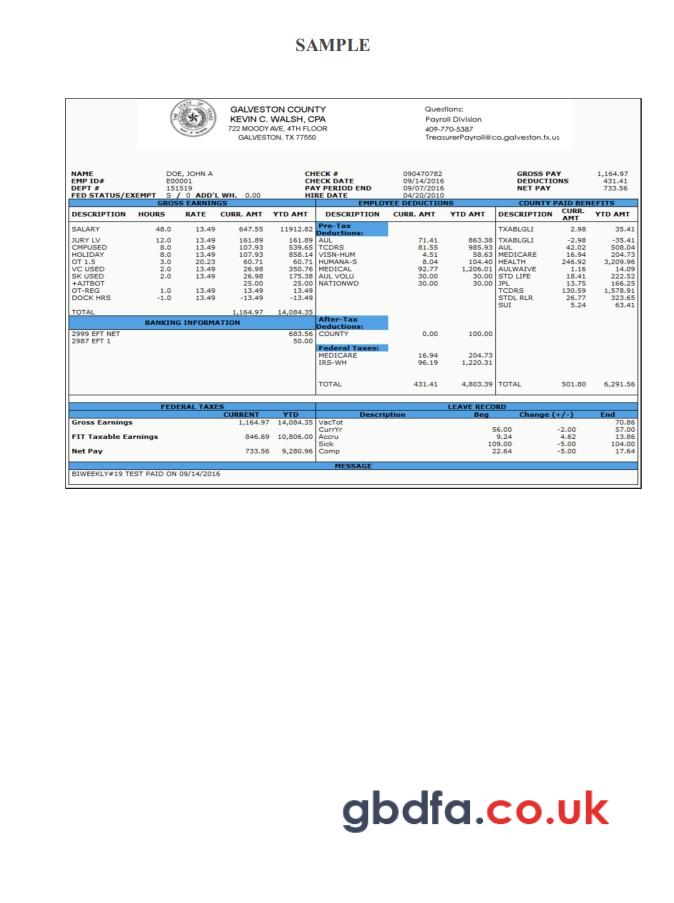 SAMPLE
GALVESTON COUNTY
KEVIN C. WALSH, CPA
722 MOODY AVE, 4TH FLOOR
GALVESTON, TX 77550
Questions:
Payroll Division
409-770-5387
TreasurerPayroll@co.galveston.tx.us
NAME DOE, JOHN A CHECK # 090470782 GROSS PAY 1,164.97
EMP ID# E00001 CHECK DATE 09/14/2016 DEDUCTIONS 431.41
DEPT # 151519 PAY PERIOD END 09/07/2016 NET PAY 733.56
FED STATUS/EXEMPT S / 0 ADD'L WH. 0.00 HIRE DATE 04/20/2010
GROSS EARNINGS
DESCRIPTION HOURS RATE CURR. AMT YTD AMT
SALARY 48.0 13.49 647.55 11912.82
JURY LV 12.0 13.49 161.89 161.89
CMPUSED 8.0 13.49 107.93 539.65
HOLIDAY 8.0 13.49 107.93 858.14
OT 1.5 3.0 20.23 60.71 60.71
VC USED 2.0 13.49 26.98 350.76
SK USED 2.0 13.49 26.98 175.38
+AJTBOT 25.00 25.00
OT-REG 1.0 13.49 13.49 13.49
DOCK HRS -1.0 13.49 -13.49 -13.49
TOTAL 1,164.97 14,084.35
BANKING INFORMATION
2999 EFT NET 683.56
2987 EFT 1 50.00
EMPLOYEE DEDUCTIONS
DESCRIPTION CURR. AMT YTD AMT
Pre-Tax
Deductions:
AUL 71.41 863.38
TCDRS 81.55 985.93
VISN-HUM 4.51 58.63
HUMANA-S 8.04 104.40
MEDICAL 92.77 1,206.01
AUL VOLU 30.00 30.00
NATIONWD 30.00 30.00
After-Tax
Deductions:
COUNTY 0.00 100.00
Federal Taxes:
MEDICARE 16.94 204.73
IRS-WH 96.19 1,220.31
TOTAL 431.41 4,803.39
COUNTY PAID BENEFITS
DESCRIPTION CURR. AMT YTD AMT
TXABLGLI 2.98 35.41
TXABLGLI -2.98 -35.41
MEDICARE 16.94 204.73
AUL 42.02 508.04
HEALTH 246.92 3,209.96
AULWAIVE 1.16 14.09
STD LIFE 18.41 222.52
JPL 13.75 166.25
TCDRS 130.59 1,578.91
STDL RLR 26.77 323.65
SUI 5.24 63.41
TOTAL 501.80 6,291.56
FEDERAL TAXES
CURRENT YTD
Gross Earnings 1,164.97 14,084.35
FIT Taxable Earnings 846.69 10,806.00
Net Pay 733.56 9,280.96
LEAVE RECORD
Description Beg Change (+/-) End
VacTot 70.86
CurrYr 56.00 -2.00 57.00
Accru 9.24 4.62 13.86
Sick 109.00 -5.00 104.00
Comp 22.64 -5.00 17.64
MESSAGE
BIWEEKLY#19 TEST PAID ON 09/14/2016
gbdfa.co.uk